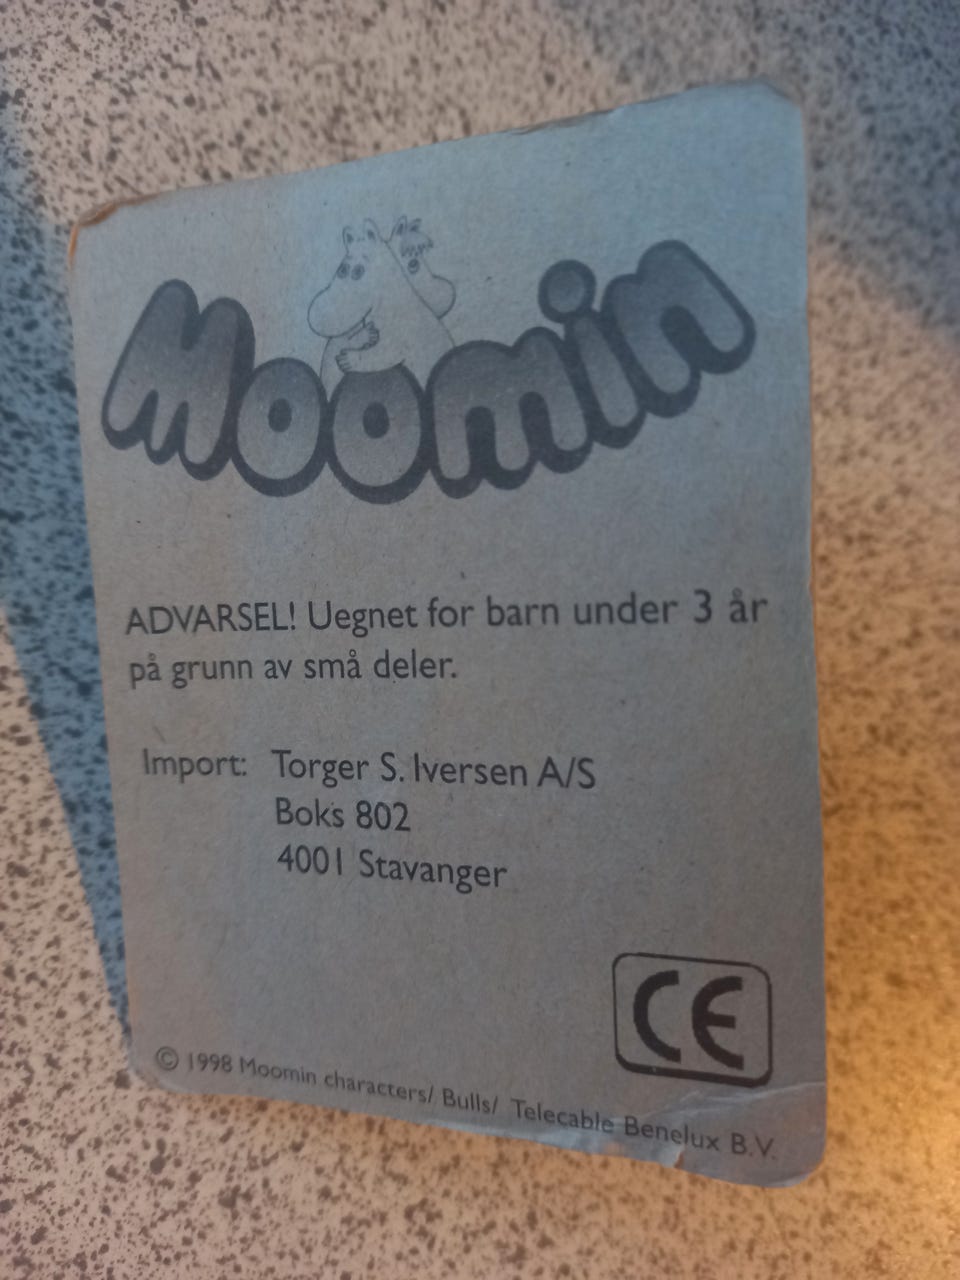 Moomin
ADVARSEL! Uegnet for barn under 3 år
på grunn av små deler.
Import: Torger S. Iversen A/S
Boks 802
4001 Stavanger
CE
© 1998 Moomin characters/ Bulls/ Telecable Benelux B.V.